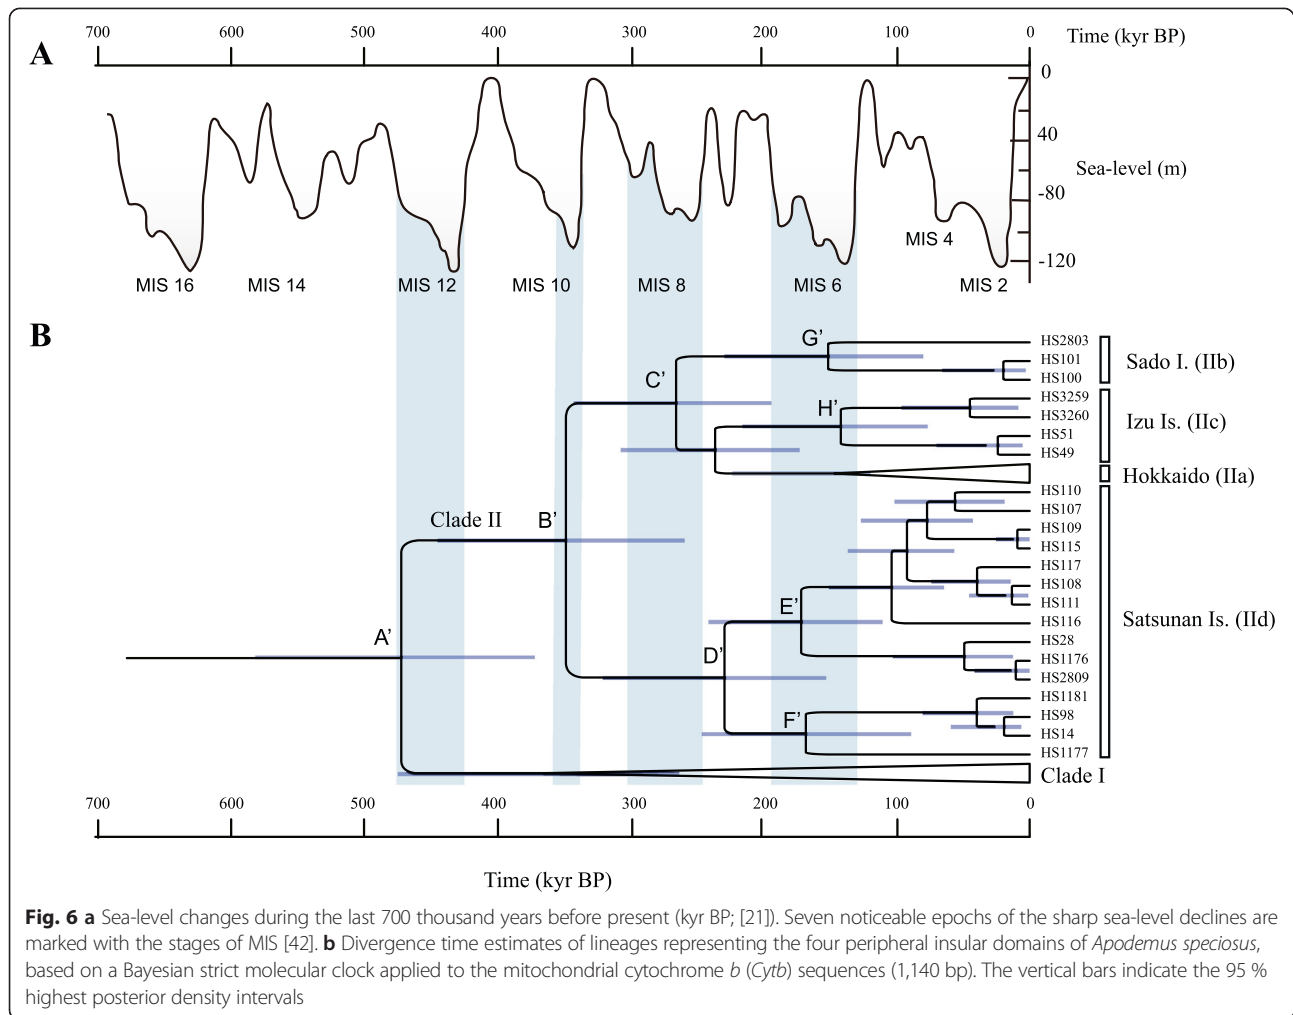 700 600 500 400 300 200 100 0 Time (kyr BP)
A
0
40
Sea-level (m)
-80
MIS 4
-120
MIS 16 MIS 14 MIS 12 MIS 10 MIS 8 MIS 6 MIS 2
B
G’ HS2803
HS101 Sado I. (IIb)
C’ HS100
HS3259
H’ HS3260 Izu Is. (IIc)
HS51
HS49
Hokkaido (IIa)
HS110
HS107
Clade II B’ HS109
HS115
HS117
HS108
E’ HS111
HS116 Satsunan Is. (IId)
A’ HS28
D’ HS1176
HS2809
HS1181
F’ HS98
HS14
HS1177
Clade I
700 600 500 400 300 200 100 0
Time (kyr BP)
Fig. 6 a Sea-level changes during the last 700 thousand years before present (kyr BP; [21]). Seven noticeable epochs of the sharp sea-level declines are
marked with the stages of MIS [42]. b Divergence time estimates of lineages representing the four peripheral insular domains of Apodemus speciosus,
based on a Bayesian strict molecular clock applied to the mitochondrial cytochrome b (Cytb) sequences (1,140 bp). The vertical bars indicate the 95 %
highest posterior density intervals